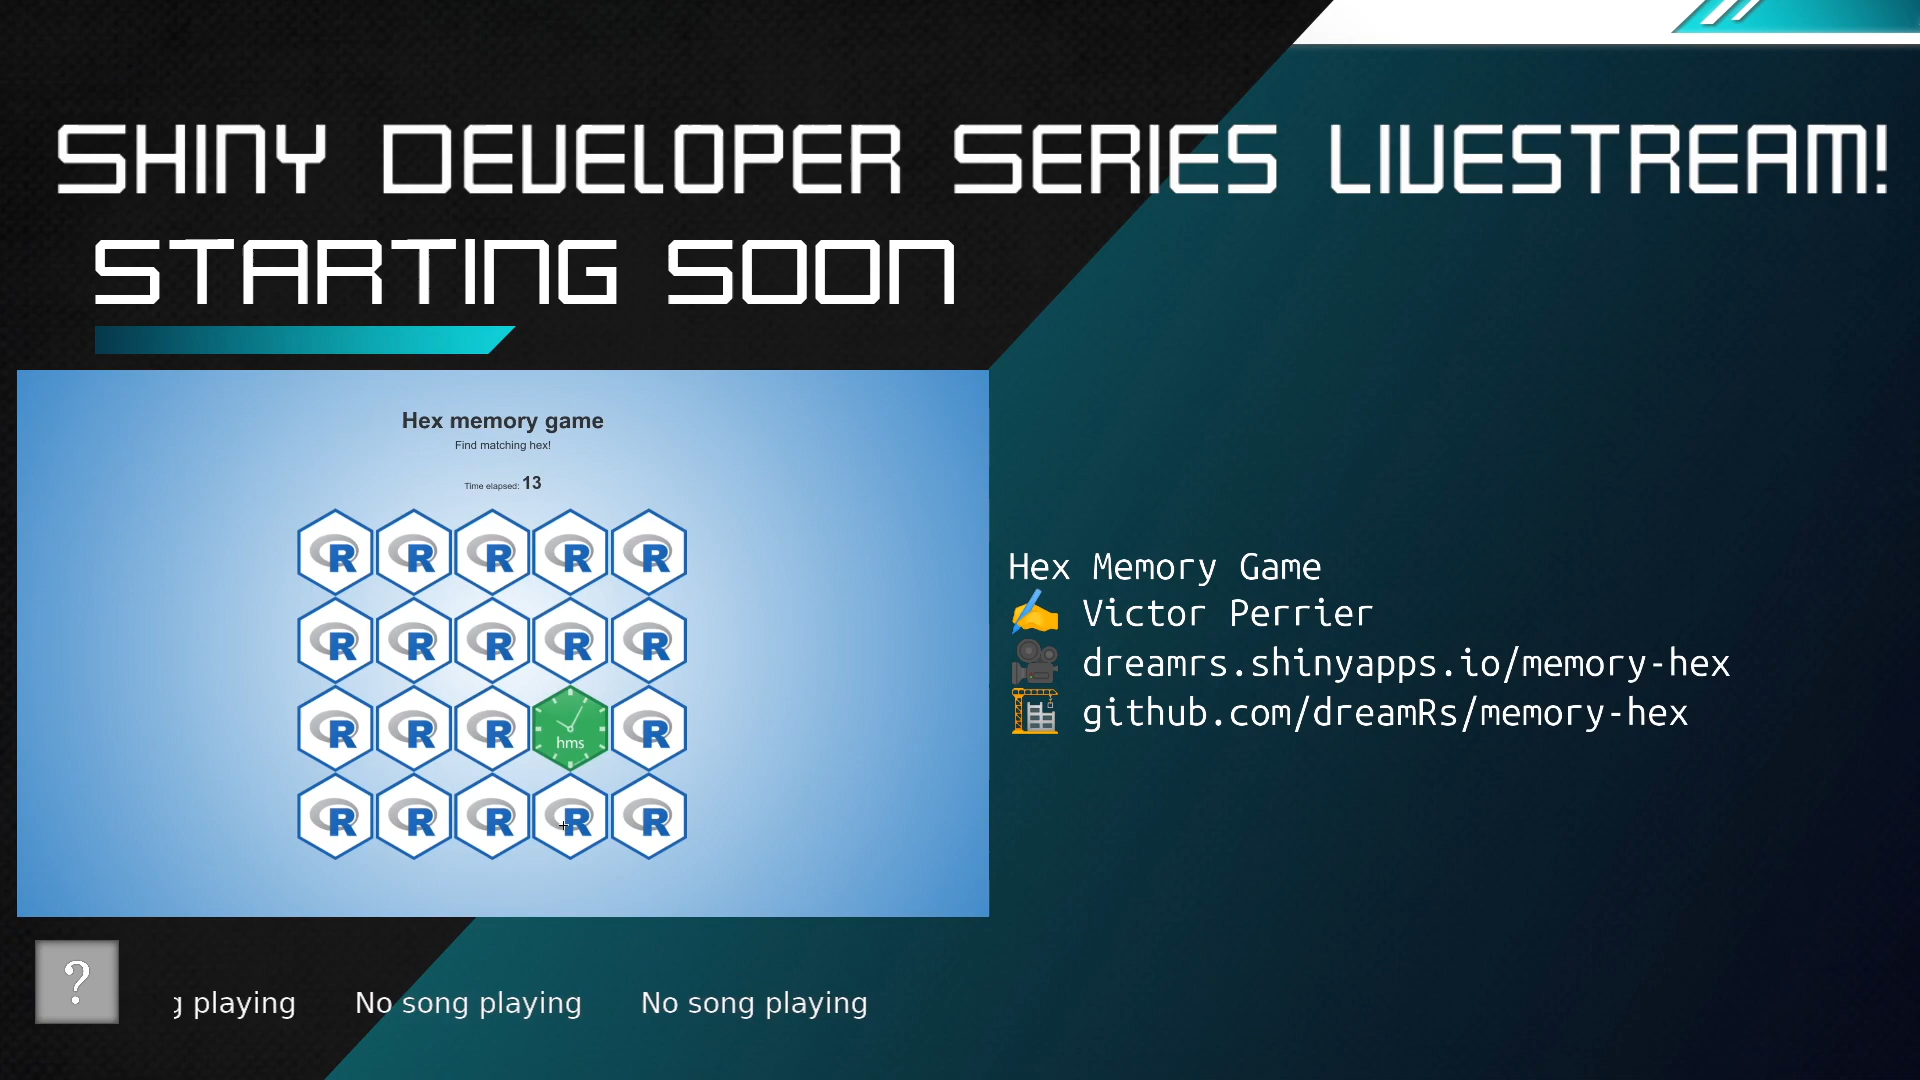 SHINY DEVELOPER SERIES LIVESTREAM!
STARTING SOON
Hex memory game
Find matching hex!
Time elapsed: 13
R R R R R
R R R R R
R R R hms R
R R R R R
Hex Memory Game
✍ Victor Perrier
🎥 dreamrs.shinyapps.io/memory-hex
🏗 github.com/dreamRs/memory-hex
?
g playing No song playing No song playing